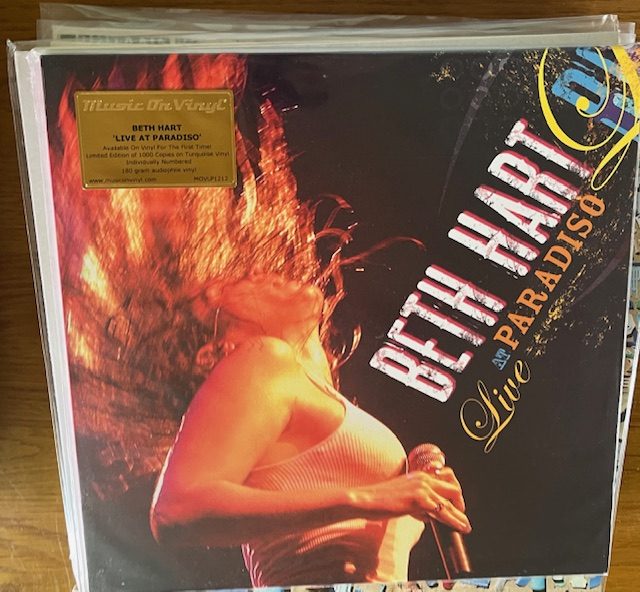 Music On Vinyl
BETH HART
'LIVE AT PARADISO'
Available On Vinyl For The First Time!
Limited Edition of 1000 Copies on Turquoise Vinyl
Individually Numbered
180 gram audiophile vinyl
www.musiconvinyl.com MOVLP1212
BETH HART
Live AT PARADISO